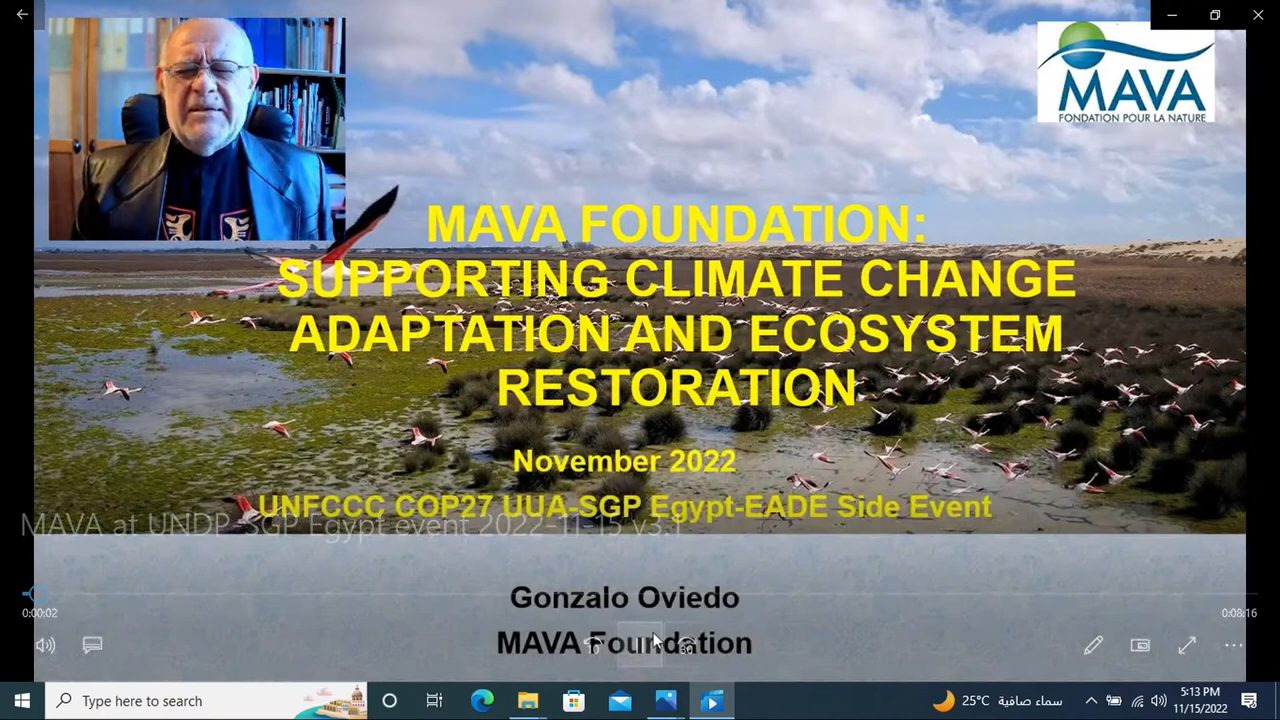 MAVA
FONDATION POUR LA NATURE
MAVA FOUNDATION:
SUPPORTING CLIMATE CHANGE
ADAPTATION AND ECOSYSTEM
RESTORATION
November 2022
UNFCCC COP27 UUA-SGP Egypt-EADE Side Event
MAVA at UNDP-SGP Egypt event 2022-11-15 v3.1
Gonzalo Oviedo
0:00:02
0:08:16
MAVA Foundation
10
30
Type here to search
25°C سماء صافية
5:13 PM
11/15/2022